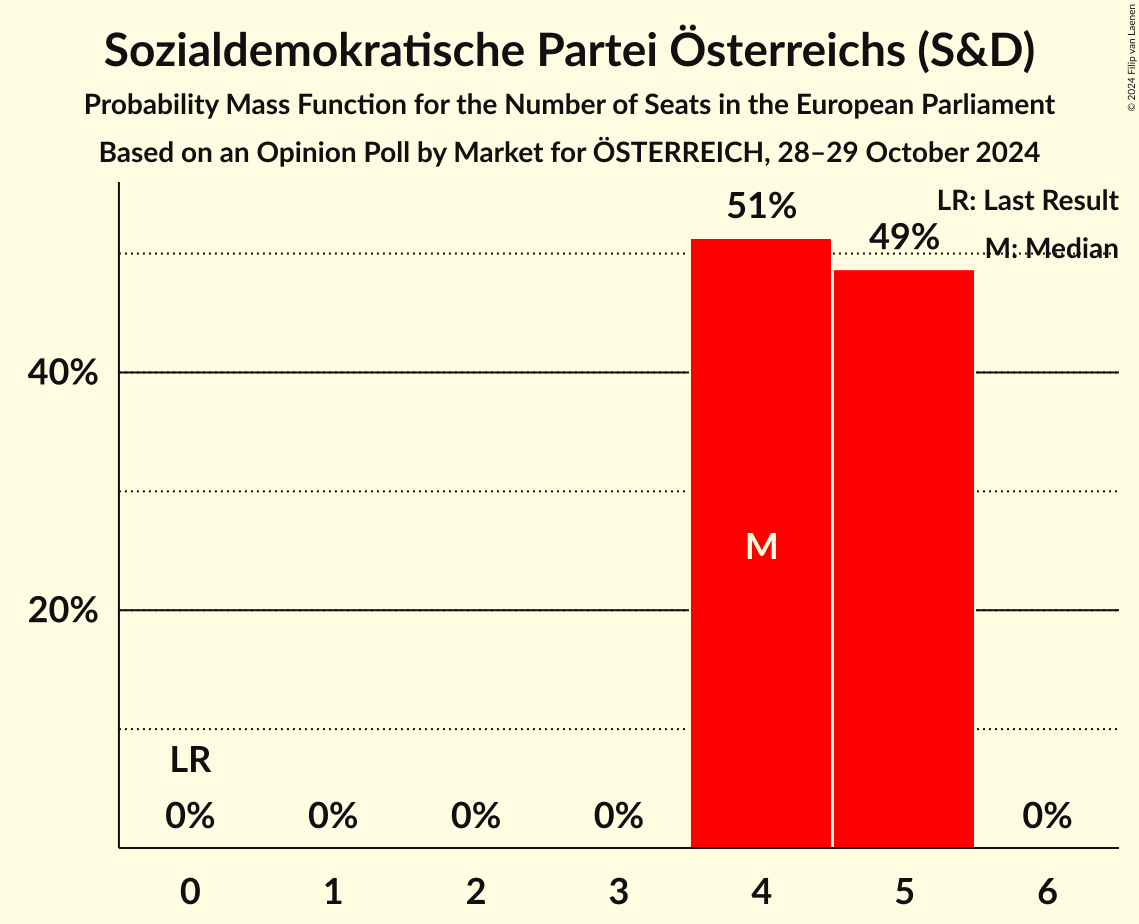 Sozialdemokratische Partei Österreichs (S&D)
Probability Mass Function for the Number of Seats in the European Parliament
Based on an Opinion Poll by Market for ÖSTERREICH, 28–29 October 2024
© 2024 Filip van Laenen
LR: Last Result
M: Median
51%
49%
40%
20%
M
LR
0%
0%
0%
0%
0%
0
1
2
3
4
5
6